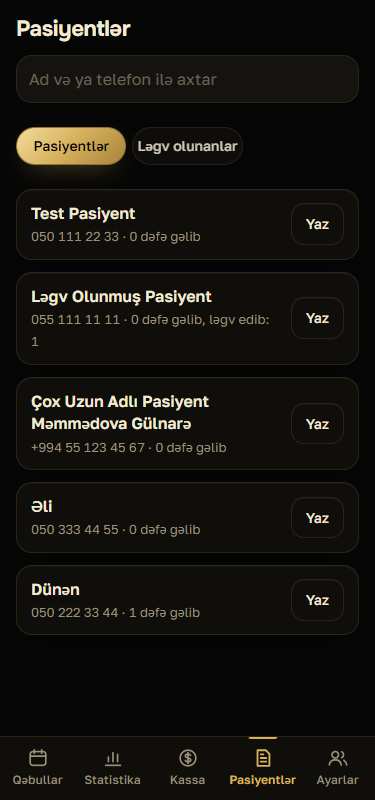 Pasiyentlər
Ad və ya telefon ilə axtar
Pasiyentlər
Ləgv olunanlar
Test Pasiyent
050 111 22 33 · 0 dəfə gəlib
Yaz
Ləgv Olunmuş Pasiyent
055 111 11 11 · 0 dəfə gəlib, ləgv edib:
1
Yaz
Çox Uzun Adlı Pasiyent
Məmmədova Gülnarə
+994 55 123 45 67 · 0 dəfə gəlib
Yaz
Əli
050 333 44 55 · 0 dəfə gəlib
Yaz
Dünən
050 222 33 44 · 1 dəfə gəlib
Yaz
Qəbullar
Statistika
Kassa
Pasiyentlər
Ayarlar